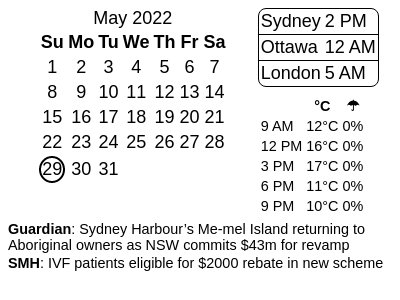 May 2022
Su Mo Tu We Th Fr Sa
1 2 3 4 5 6 7
8 9 10 11 12 13 14
15 16 17 18 19 20 21
22 23 24 25 26 27 28
29 30 31
Sydney 2 PM
Ottawa 12 AM
London 5 AM
°C ☂
9 AM 12°C 0%
12 PM 16°C 0%
3 PM 17°C 0%
6 PM 11°C 0%
9 PM 10°C 0%
Guardian: Sydney Harbour’s Me-mel Island returning to
Aboriginal owners as NSW commits $43m for revamp
SMH: IVF patients eligible for $2000 rebate in new scheme